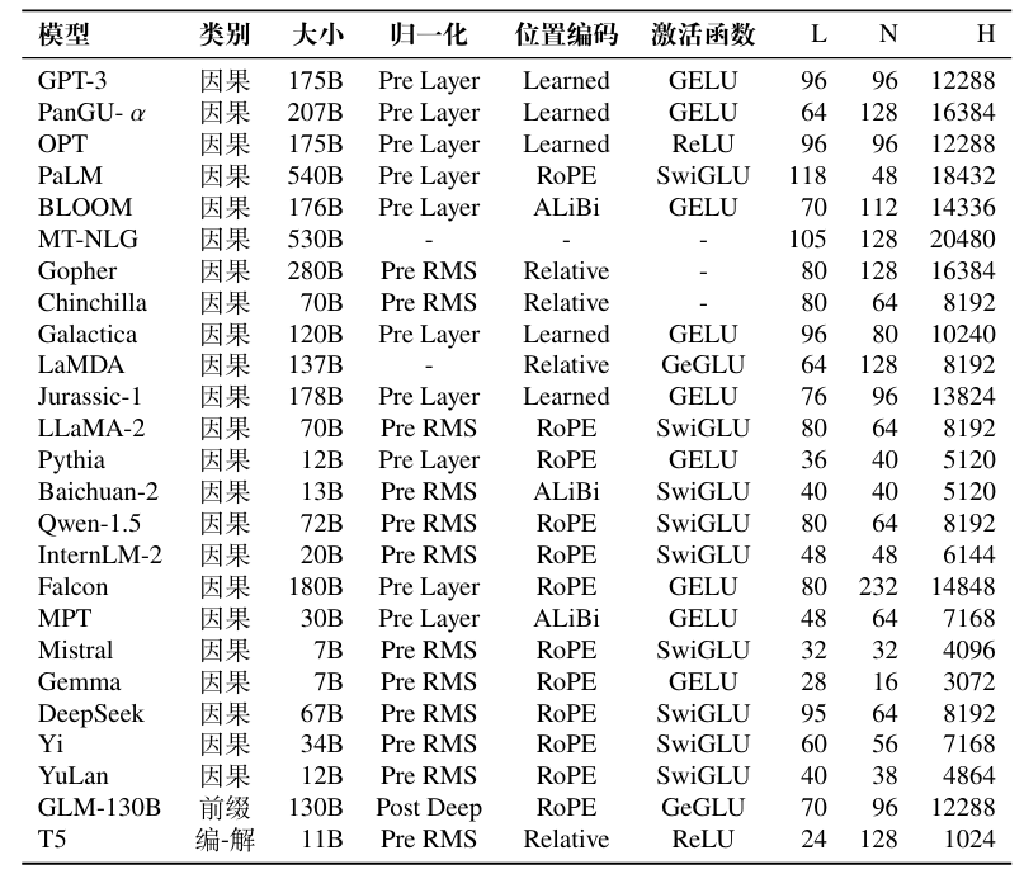 模型 类别 大小 归一化 位置编码 激活函数 L N H
GPT-3 因果 175B Pre Layer Learned GELU 96 96 12288
PanGU- α 因果 207B Pre Layer Learned GELU 64 128 16384
OPT 因果 175B Pre Layer Learned ReLU 96 96 12288
PaLM 因果 540B Pre Layer RoPE SwiGLU 118 48 18432
BLOOM 因果 176B Pre Layer ALiBi GELU 70 112 14336
MT-NLG 因果 530B - - - 105 128 20480
Gopher 因果 280B Pre RMS Relative - 80 128 16384
Chinchilla 因果 70B Pre RMS Relative - 80 64 8192
Galactica 因果 120B Pre Layer Learned GELU 96 80 10240
LaMDA 因果 137B - Relative GeGLU 64 128 8192
Jurassic-1 因果 178B Pre Layer Learned GELU 76 96 13824
LLaMA-2 因果 70B Pre RMS RoPE SwiGLU 80 64 8192
Pythia 因果 12B Pre Layer RoPE GELU 36 40 5120
Baichuan-2 因果 13B Pre RMS ALiBi SwiGLU 40 40 5120
Qwen-1.5 因果 72B Pre RMS RoPE SwiGLU 80 64 8192
InternLM-2 因果 20B Pre RMS RoPE SwiGLU 48 48 6144
Falcon 因果 180B Pre Layer RoPE GELU 80 232 14848
MPT 因果 30B Pre Layer ALiBi GELU 48 64 7168
Mistral 因果 7B Pre RMS RoPE SwiGLU 32 32 4096
Gemma 因果 7B Pre RMS RoPE GELU 28 16 3072
DeepSeek 因果 67B Pre RMS RoPE SwiGLU 95 64 8192
Yi 因果 34B Pre RMS RoPE SwiGLU 60 56 7168
YuLan 因果 12B Pre RMS RoPE SwiGLU 40 38 4864
GLM-130B 前缀 130B Post Deep RoPE GeGLU 70 96 12288
T5 编-解 11B Pre RMS Relative ReLU 24 128 1024